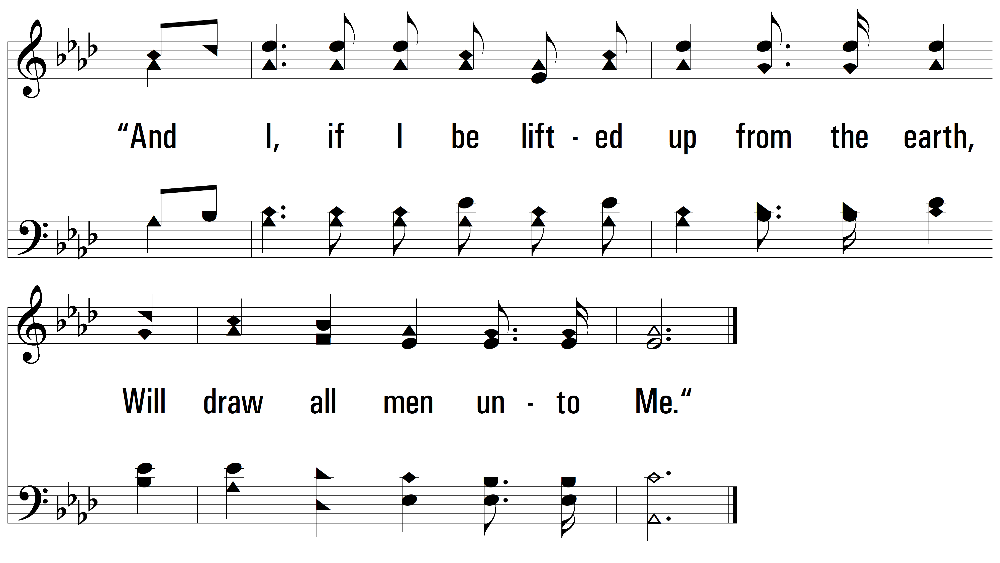 “And I, if I be lift - ed up from the earth,
Will draw all men un - to Me.“